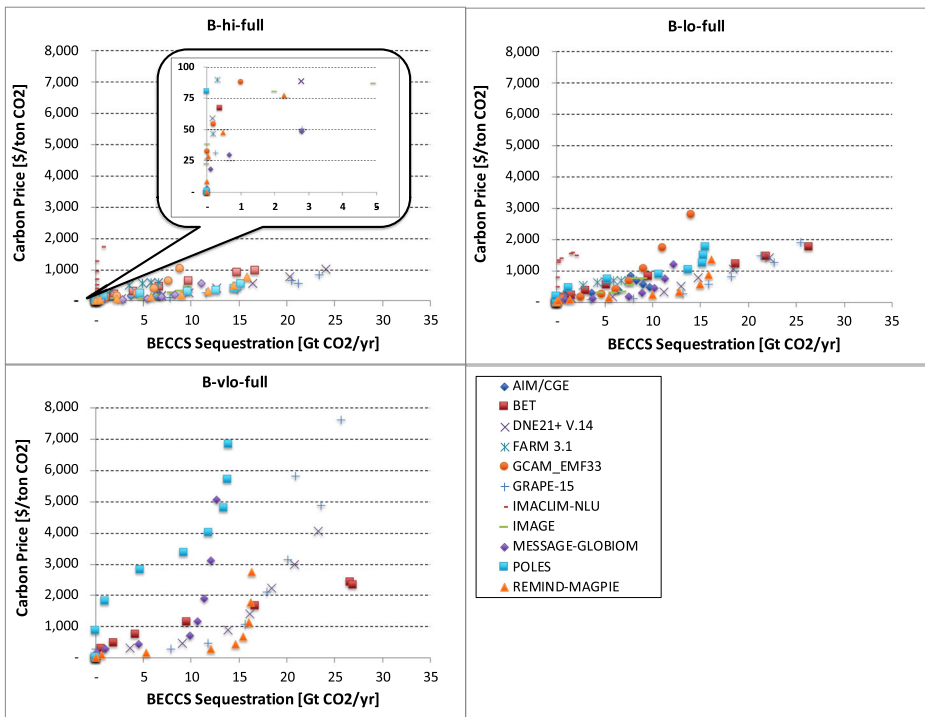 B-hi-full
8,000
7,000
6,000
5,000
4,000
3,000
2,000
1,000
-
Carbon Price [$/ton CO2]
100
75
50
25
-
- 1 2 3 4 5
- 5 10 15 20 25 30 35
BECCS Sequestration [Gt CO2/yr]
B-lo-full
8,000
7,000
6,000
5,000
4,000
3,000
2,000
1,000
-
Carbon Price [$/ton CO2]
- 5 10 15 20 25 30 35
BECCS Sequestration [Gt CO2/yr]
B-vlo-full
8,000
7,000
6,000
5,000
4,000
3,000
2,000
1,000
-
Carbon Price [$/ton CO2]
- 5 10 15 20 25 30 35
BECCS Sequestration [Gt CO2/yr]
AIM/CGE
BET
DNE21+ V.14
FARM 3.1
GCAM_EMF33
GRAPE-15
IMACLIM-NLU
IMAGE
MESSAGE-GLOBIOM
POLES
REMIND-MAGPIE